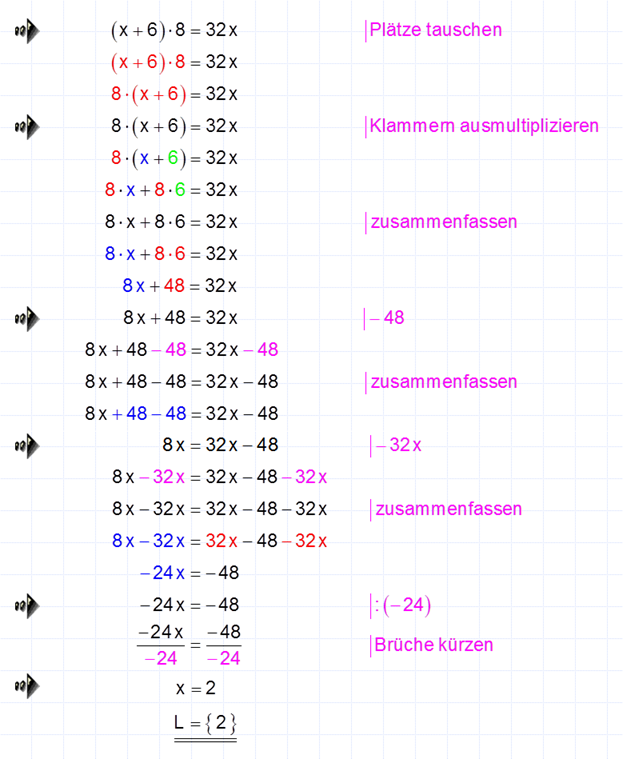 (x + 6) · 8 = 32x |Plätze tauschen
(x + 6) · 8 = 32x
8 · (x + 6) = 32x
8 · (x + 6) = 32x |Klammern ausmultiplizieren
8 · (x + 6) = 32x
8 · x + 8 · 6 = 32x
8 · x + 8 · 6 = 32x |zusammenfassen
8 · x + 8 · 6 = 32x
8x + 48 = 32x
8x + 48 = 32x |− 48
8x + 48 − 48 = 32x − 48
8x + 48 − 48 = 32x − 48 |zusammenfassen
8x + 48 − 48 = 32x − 48
8x = 32x − 48 |− 32x
8x − 32x = 32x − 48 − 32x
8x − 32x = 32x − 48 − 32x |zusammenfassen
8x − 32x = 32x − 48 − 32x
−24x = −48
−24x = −48 |: (−24)
−24x/−24 = −48/−24 |Brüche kürzen
x = 2
L = {2}